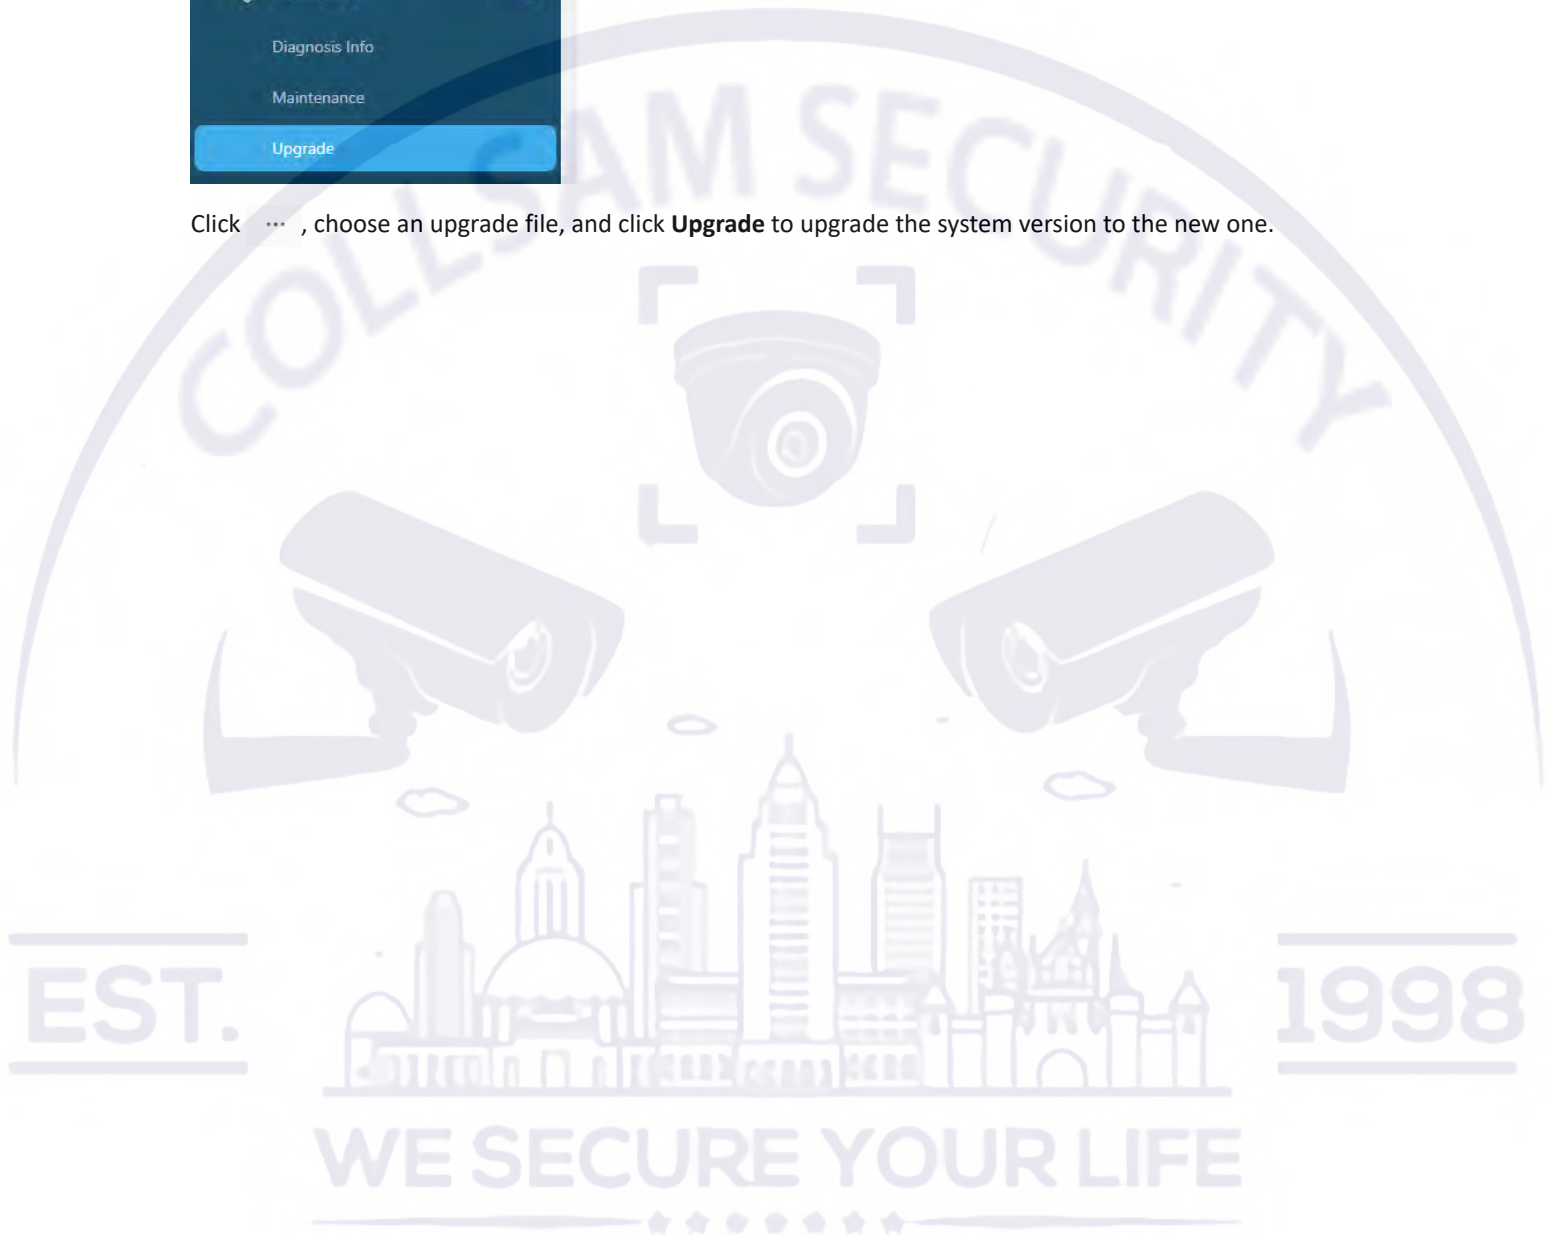 Diagnosis Info
Maintenance
Upgrade
Click ... , choose an upgrade file, and click Upgrade to upgrade the system version to the new one.
COLLSAM SECURITY
EST.
1998
WE SECURE YOUR LIFE